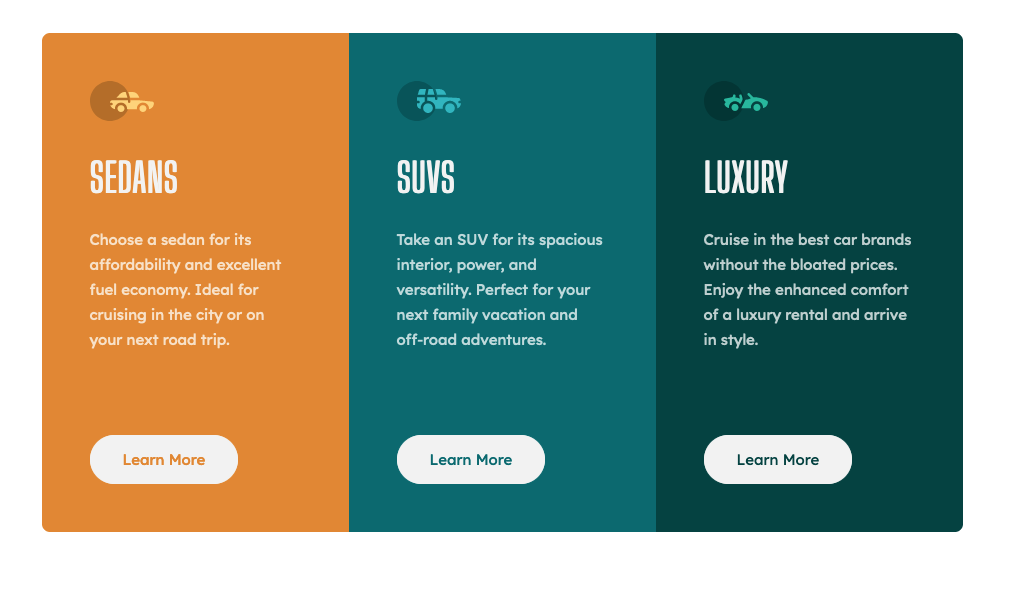 SEDANS
Choose a sedan for its
affordability and excellent
fuel economy. Ideal for
cruising in the city or on
your next road trip.
Learn More
SUVS
Take an SUV for its spacious
interior, power, and
versatility. Perfect for your
next family vacation and
off-road adventures.
Learn More
LUXURY
Cruise in the best car brands
without the bloated prices.
Enjoy the enhanced comfort
of a luxury rental and arrive
in style.
Learn More